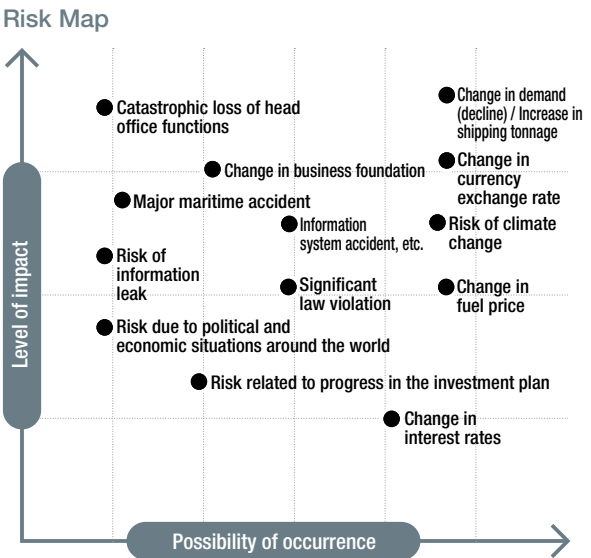 Risk Map
Catastrophic loss of head
office functions
Change in demand
(decline) / Increase in
shipping tonnage
Change in business foundation
Change in
currency
exchange rate
Major maritime accident
Information
system accident, etc.
Risk of climate
change
Risk of
information
leak
Significant
law violation
Change in
fuel price
Risk due to political and
economic situations around the world
Risk related to progress in the investment plan
Change in
interest rates
Level of impact
Possibility of occurrence